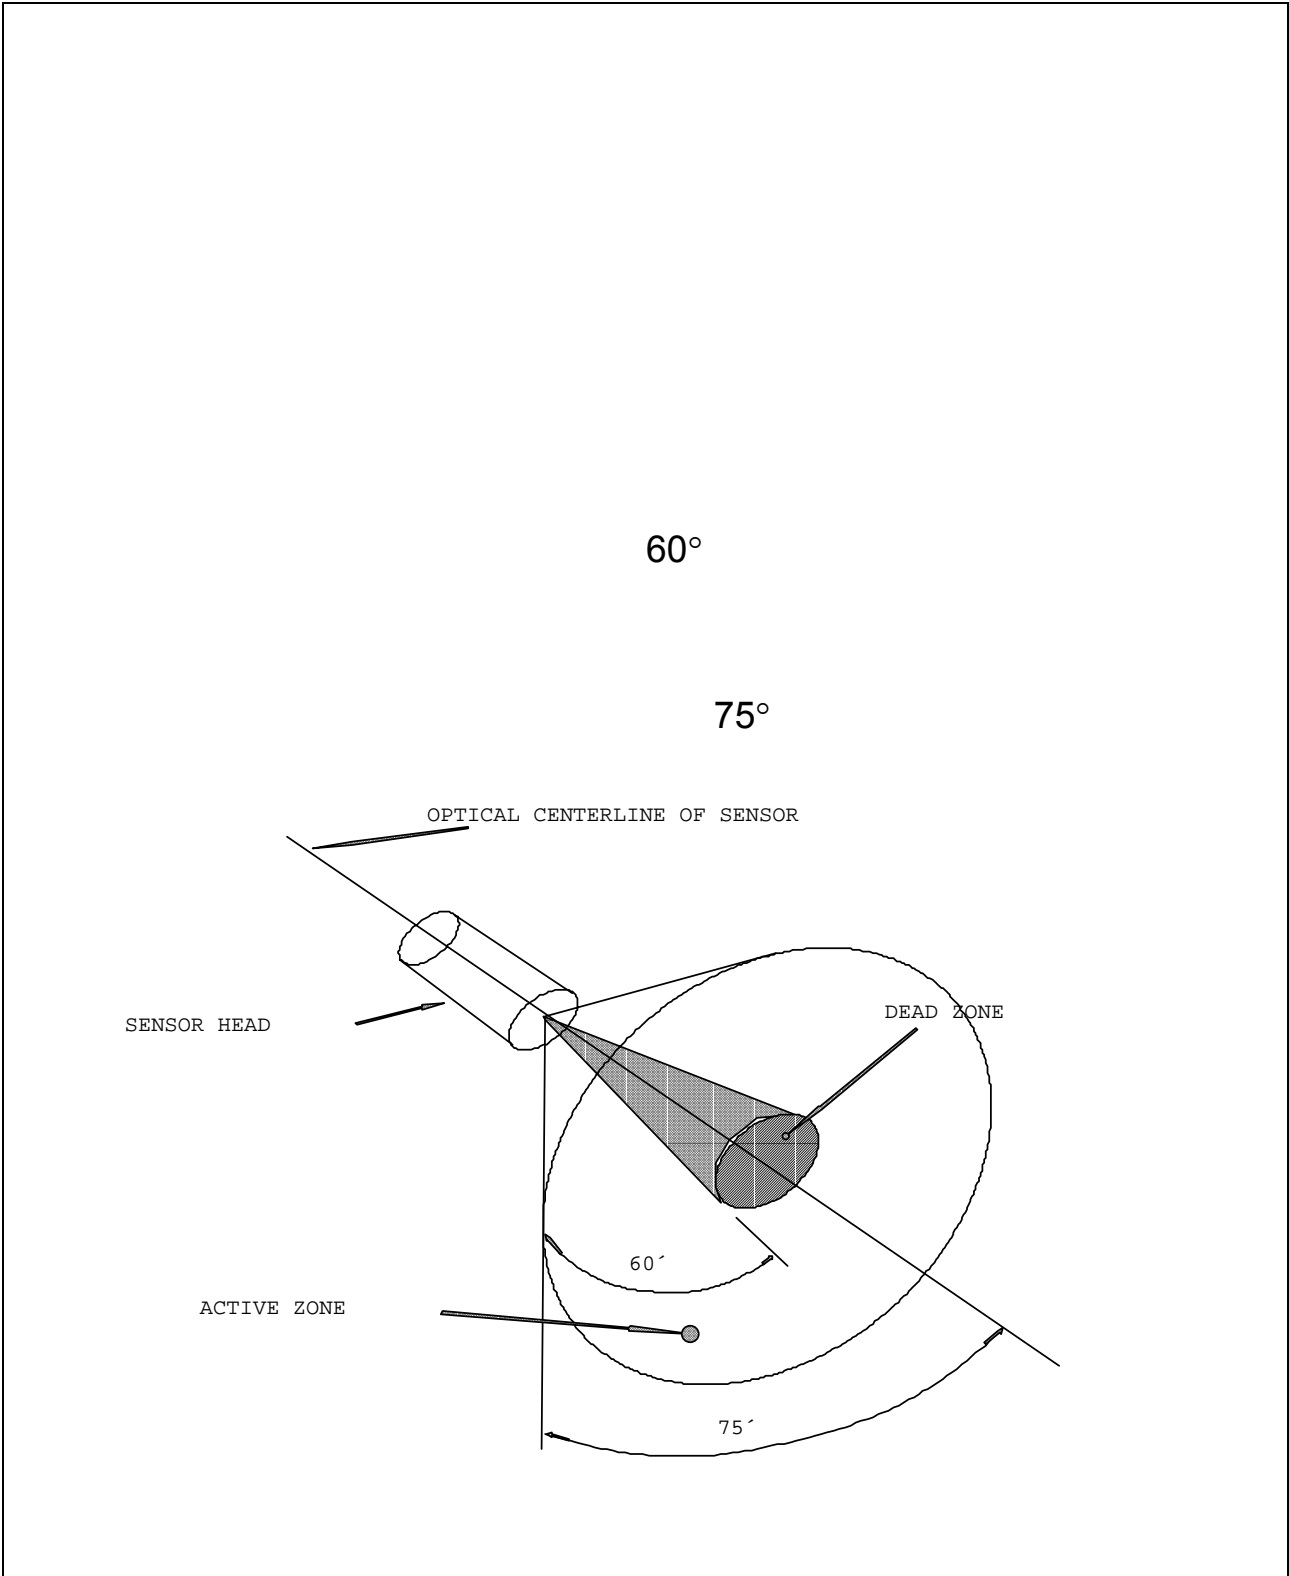 60°
75°
OPTICAL CENTERLINE OF SENSOR
DEAD ZONE
SENSOR HEAD
60´
ACTIVE ZONE
75´